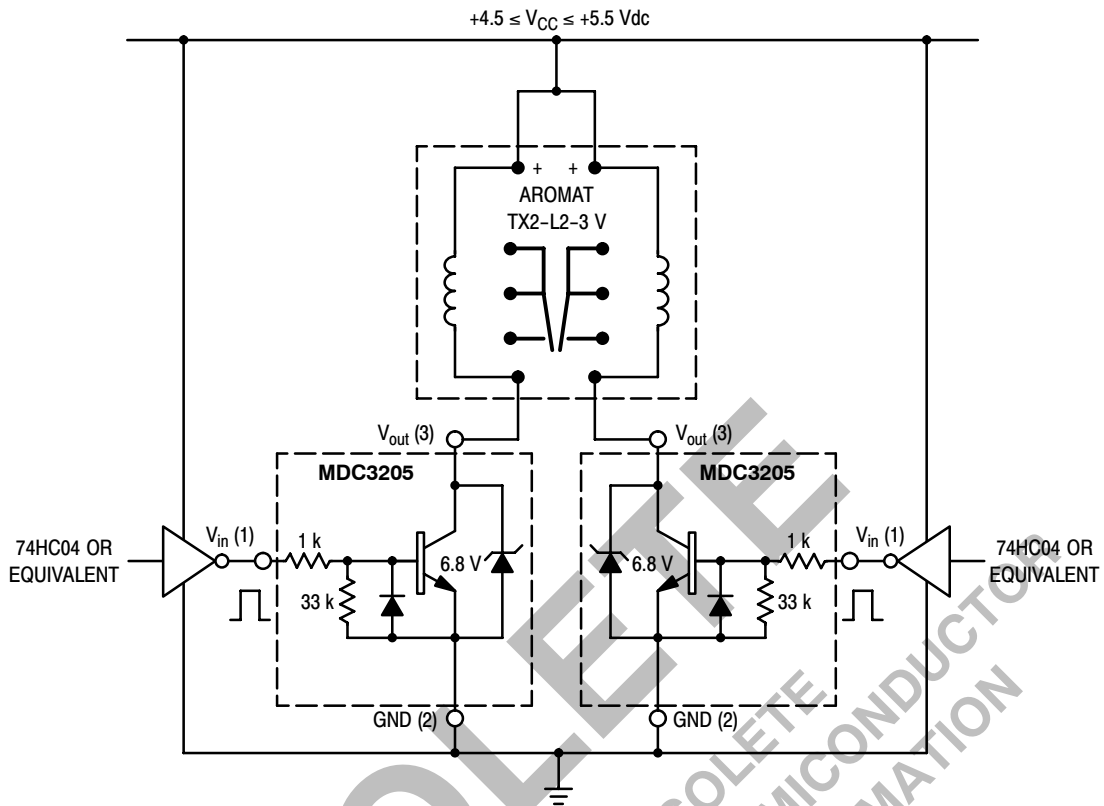 +4.5 ≤ VCC ≤ +5.5 Vdc
+ +
AROMAT
TX2-L2-3 V
Vout (3)
Vout (3)
MDC3205
MDC3205
74HC04 OR
EQUIVALENT
Vin (1)
1 k
33 k
6.8 V
6.8 V
1 k
33 k
Vin (1)
74HC04 OR
EQUIVALENT
GND (2)
GND (2)